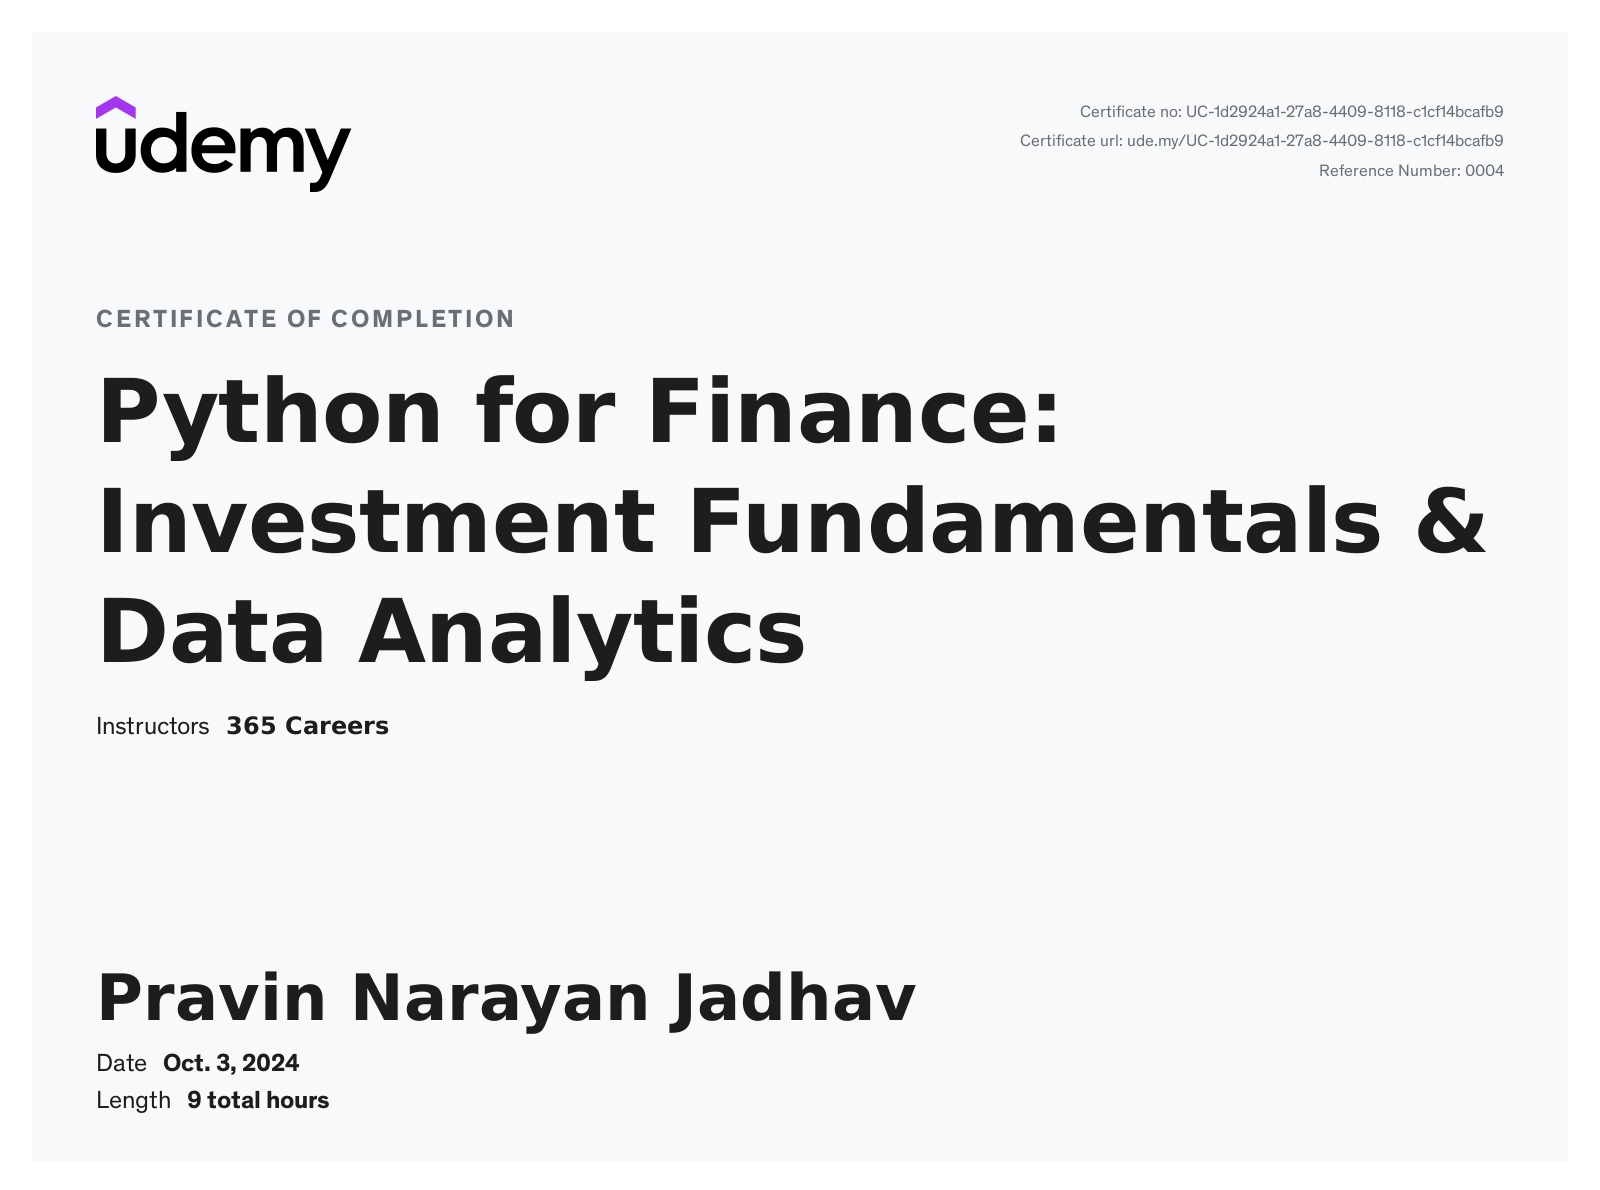 udemy
Certificate no: UC-1d2924a1-27a8-4409-8118-c1cf14bcafb9
Certificate url: ude.my/UC-1d2924a1-27a8-4409-8118-c1cf14bcafb9
Reference Number: 0004
CERTIFICATE OF COMPLETION
Python for Finance:
Investment Fundamentals &
Data Analytics
Instructors 365 Careers
Pravin Narayan Jadhav
Date Oct. 3, 2024
Length 9 total hours